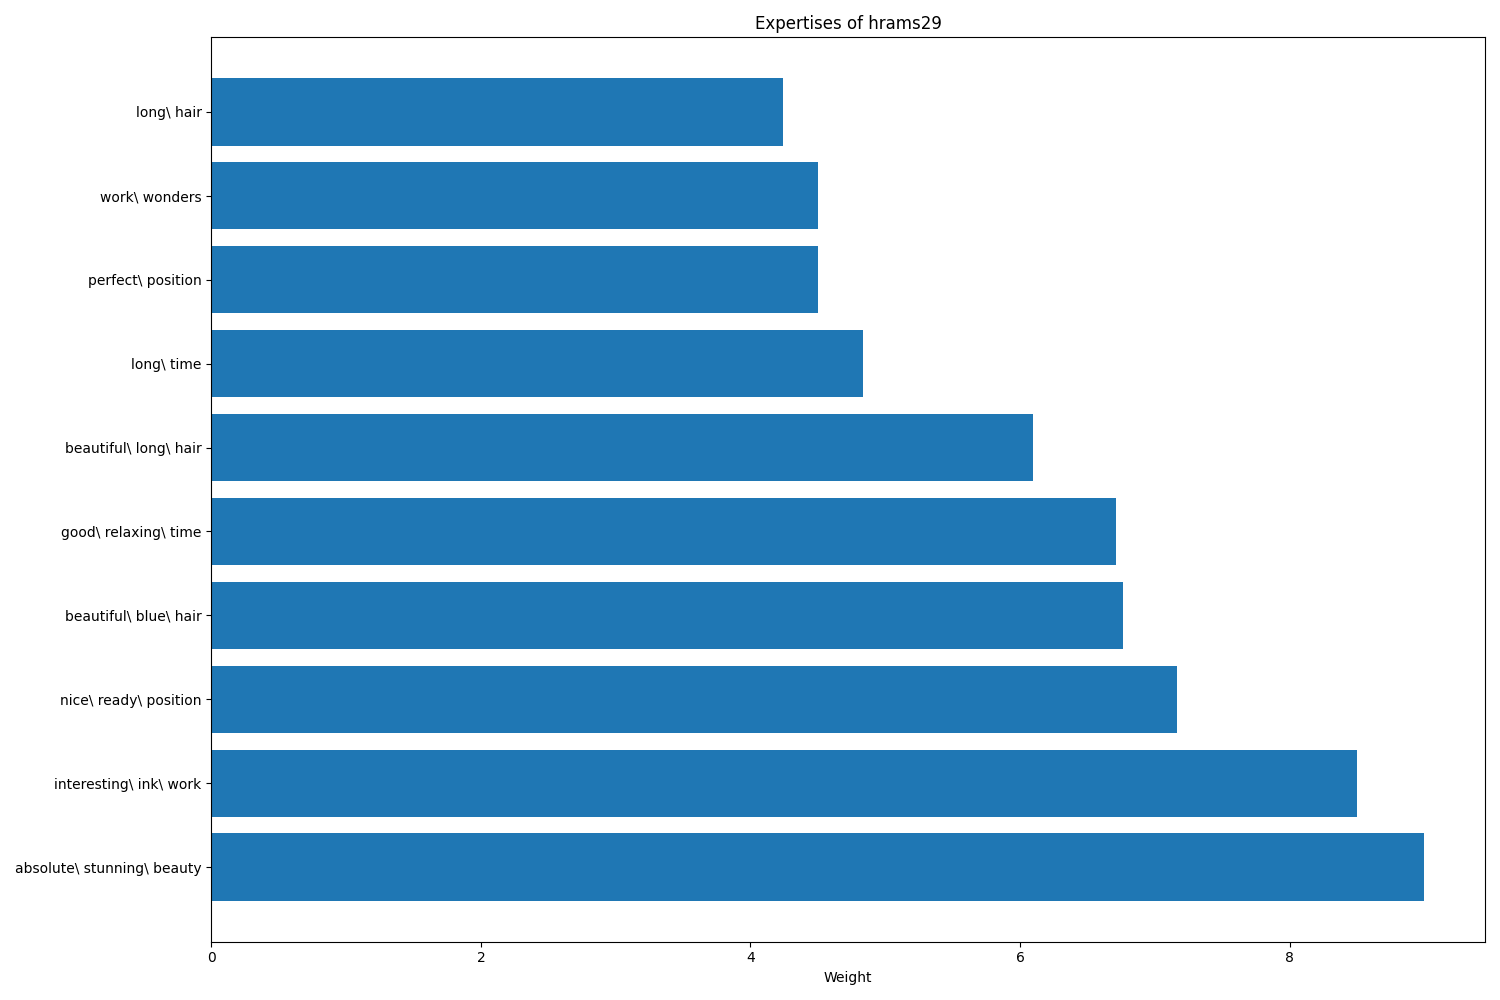 Expertises of hrams29
long\ hair
work\ wonders
perfect\ position
long\ time
beautiful\ long\ hair
good\ relaxing\ time
beautiful\ blue\ hair
nice\ ready\ position
interesting\ ink\ work
absolute\ stunning\ beauty
0 2 4 6 8
Weight